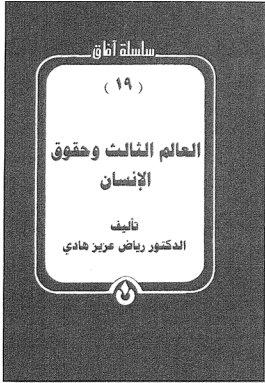 سلسلة آفاق
( ١٩ )
العالم الثالث وحقوق
الإنسان
تأليف
الدكتور رياض عزيز هادي